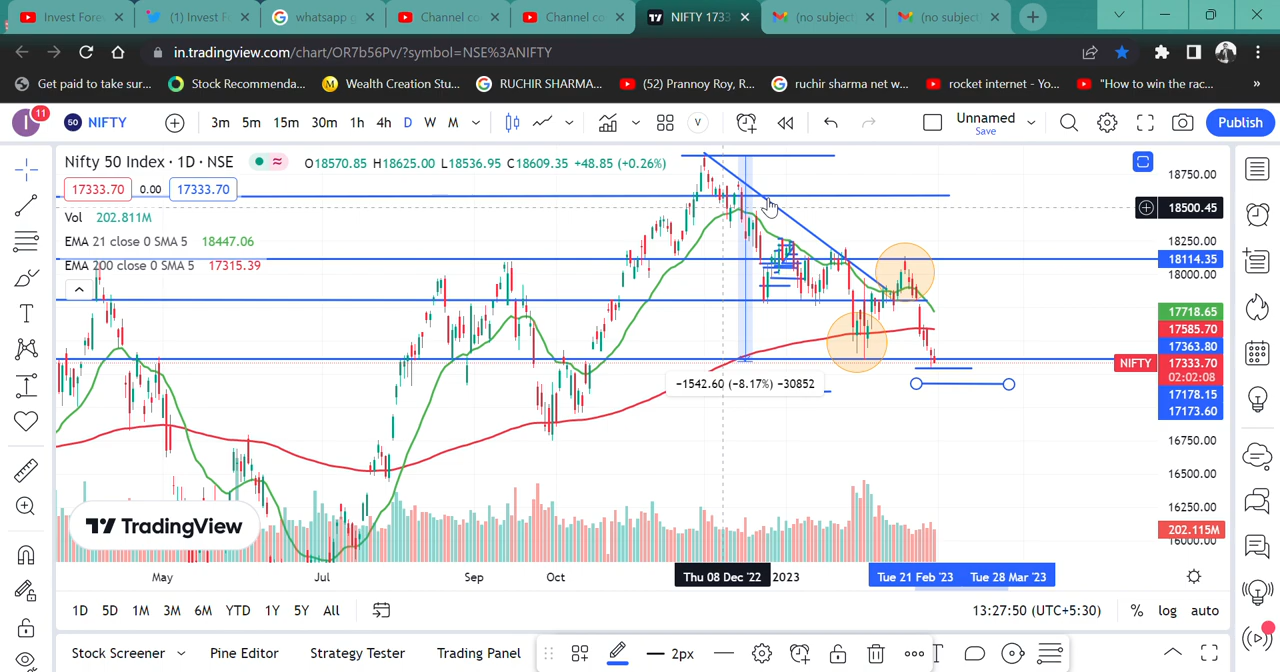 Invest Fores
(1) Invest F
whatsapp g
Channel co
Channel co
NIFTY 1733
(no subject
(no subject
in.tradingview.com/chart/OR7b56Pv/?symbol=NSE%3ANIFTY
Get paid to take sur...
Stock Recommenda...
Wealth Creation Stu...
RUCHIR SHARMA...
(52) Prannoy Roy, R...
ruchir sharma net w...
rocket internet - Yo...
"How to win the rac...
»
I
11
50
NIFTY
3m 5m 15m 30m 1h 4h D W M
V
Unnamed
Save
Publish
Nifty 50 Index · 1D · NSE
O18570.85 H18625.00 L18536.95 C18609.35 +48.85 (+0.26%)
17333.70 0.00 17333.70
Vol 202.811M
EMA 21 close 0 SMA 5 18447.06
EMA 200 close 0 SMA 5 17315.39
18750.00
18500.45
18250.00
18114.35
18000.00
17718.65
17585.70
17363.80
NIFTY 17333.70
02:02:08
17178.15
17173.60
16750.00
16500.00
16250.00
202.115M
16000.00
−1542.60 (−8.17%) −30852
TradingView
May
Jul
Sep
Oct
Thu 08 Dec '22
2023
Tue 21 Feb '23
Tue 28 Mar '23
1D 5D 1M 3M 6M YTD 1Y 5Y All
13:27:50 (UTC+5:30)
% log auto
Stock Screener
Pine Editor
Strategy Tester
Trading Panel
2px
T